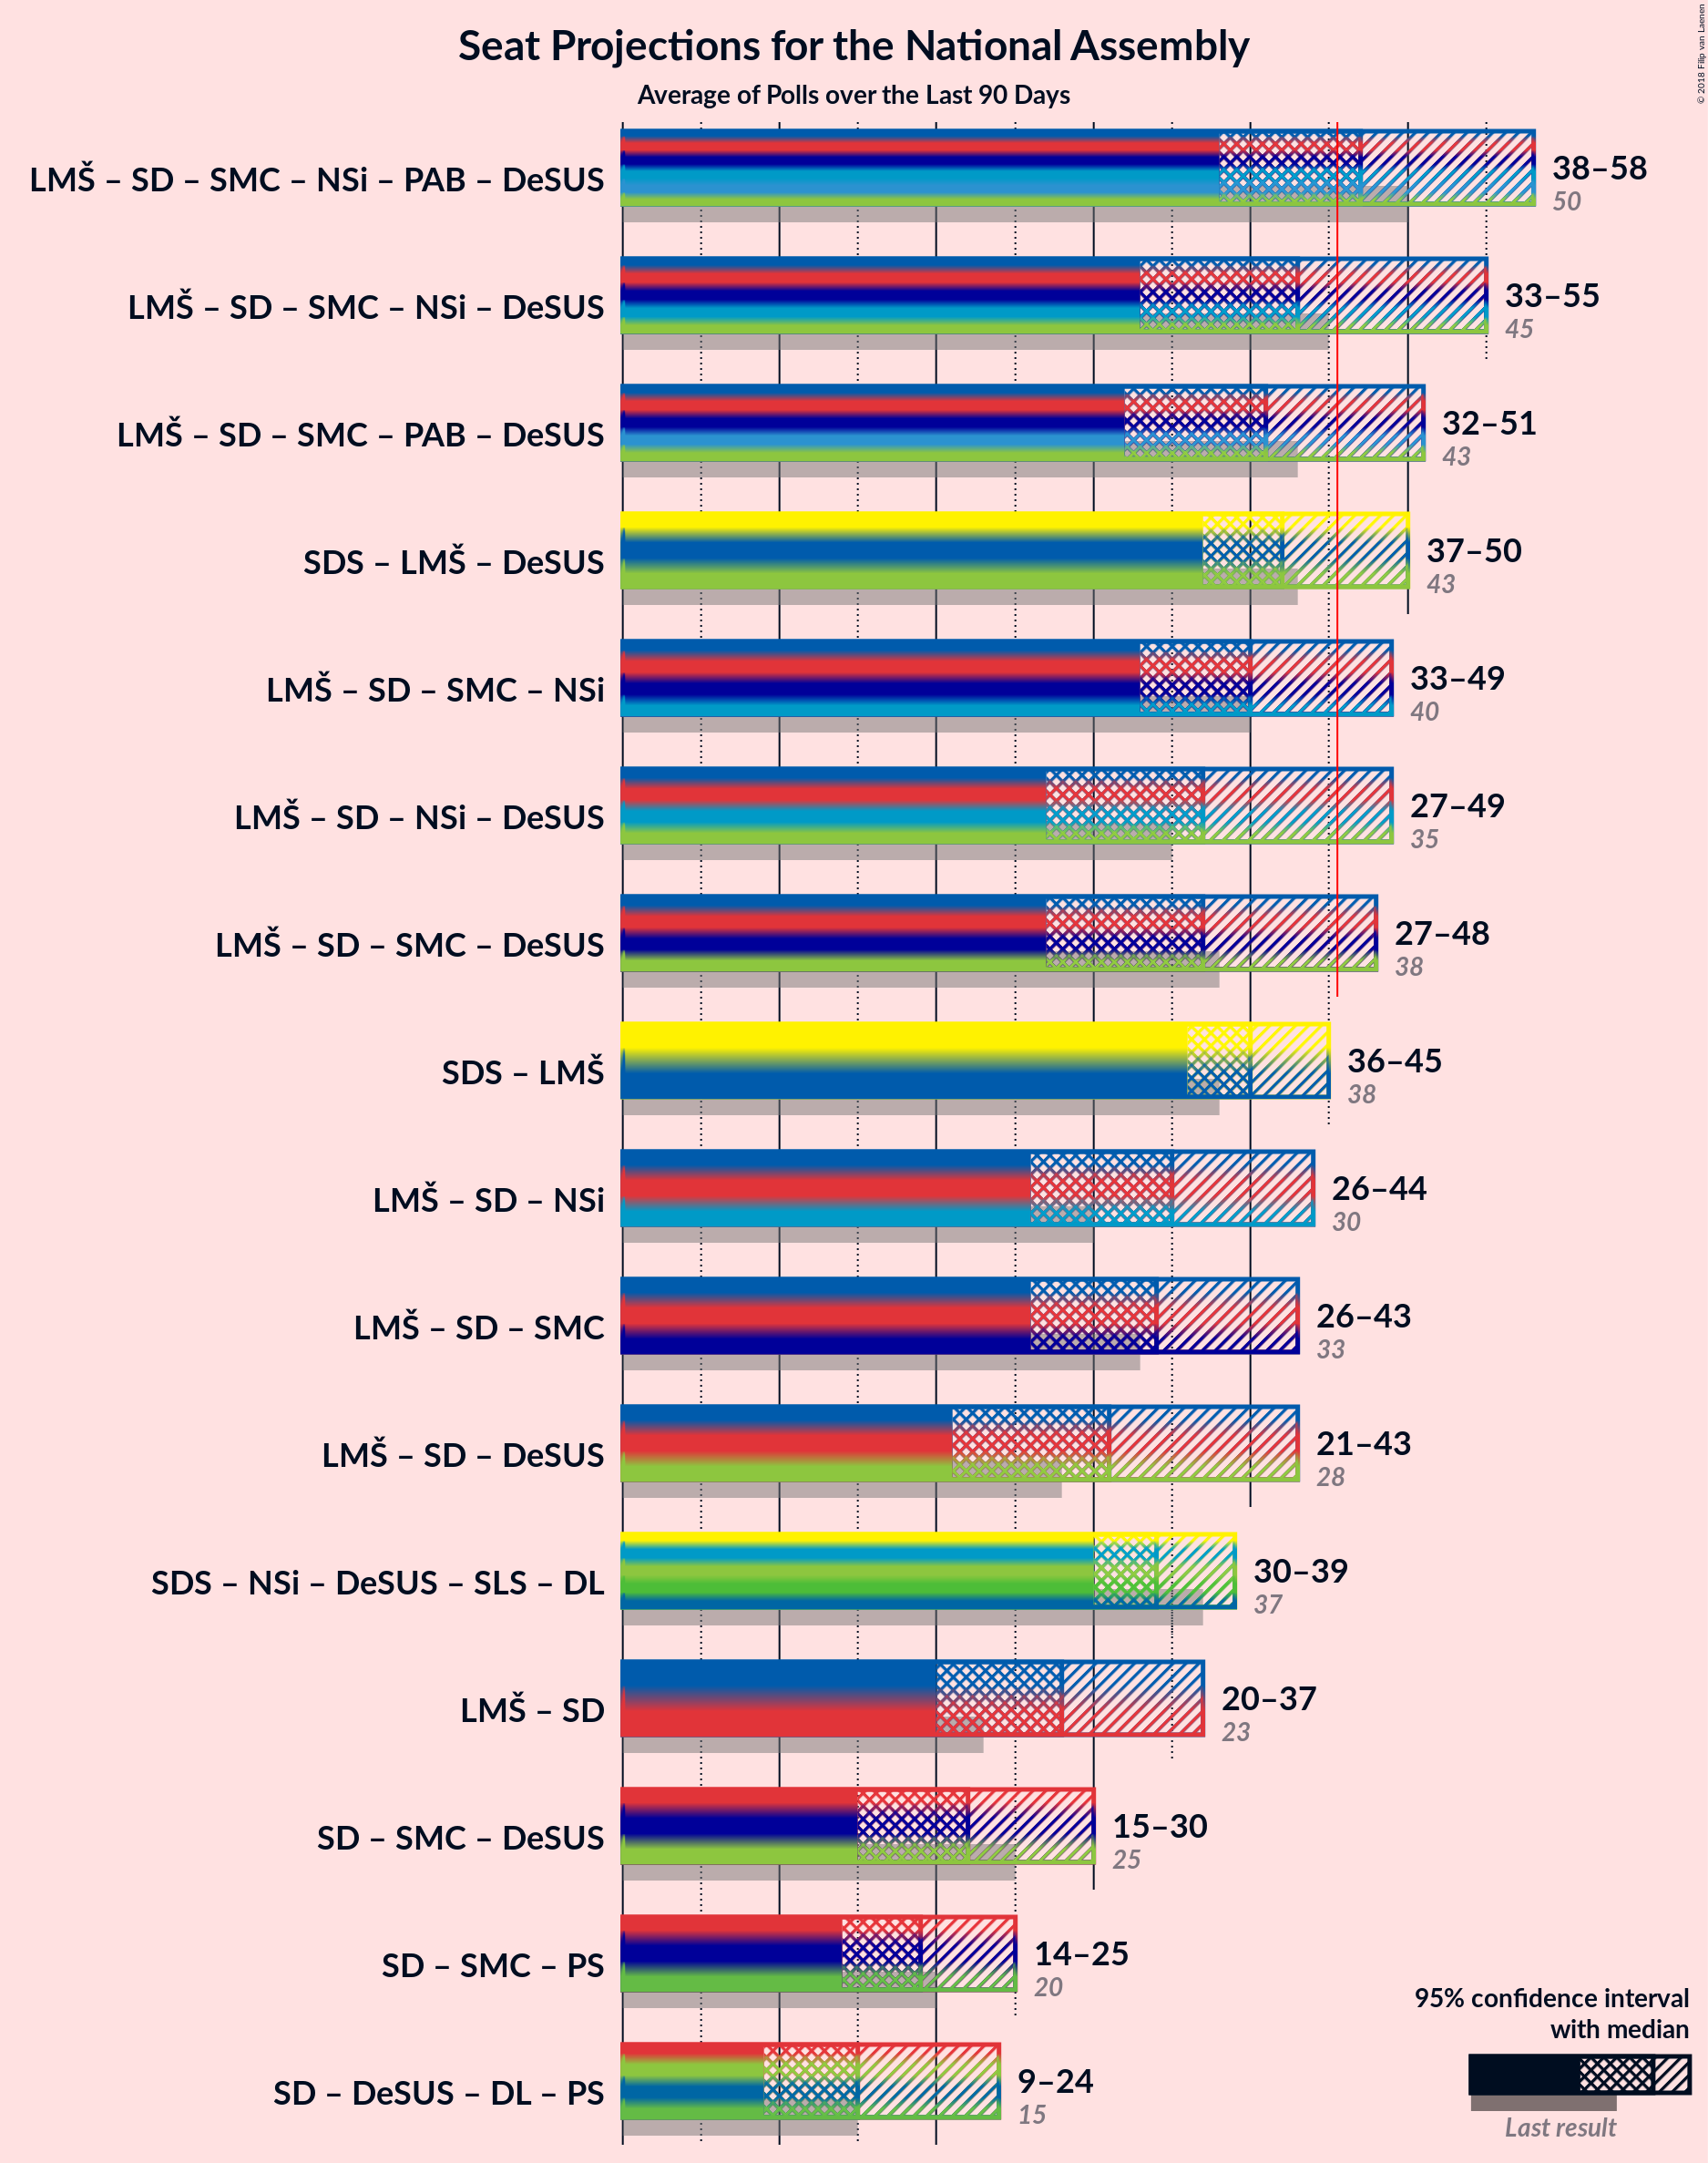 Seat Projections for the National Assembly
Average of Polls over the Last 90 Days
© 2018 Filip van Laenen
LMŠ – SD – SMC – NSi – PAB – DeSUS
38–58
50
LMŠ – SD – SMC – NSi – DeSUS
33–55
45
LMŠ – SD – SMC – PAB – DeSUS
32–51
43
SDS – LMŠ – DeSUS
37–50
43
LMŠ – SD – SMC – NSi
33–49
40
LMŠ – SD – NSi – DeSUS
27–49
35
LMŠ – SD – SMC – DeSUS
27–48
38
SDS – LMŠ
36–45
38
LMŠ – SD – NSi
26–44
30
LMŠ – SD – SMC
26–43
33
LMŠ – SD – DeSUS
21–43
28
SDS – NSi – DeSUS – SLS – DL
30–39
37
LMŠ – SD
20–37
23
SD – SMC – DeSUS
15–30
25
SD – SMC – PS
14–25
20
SD – DeSUS – DL – PS
9–24
15
95% confidence interval
with median
Last result